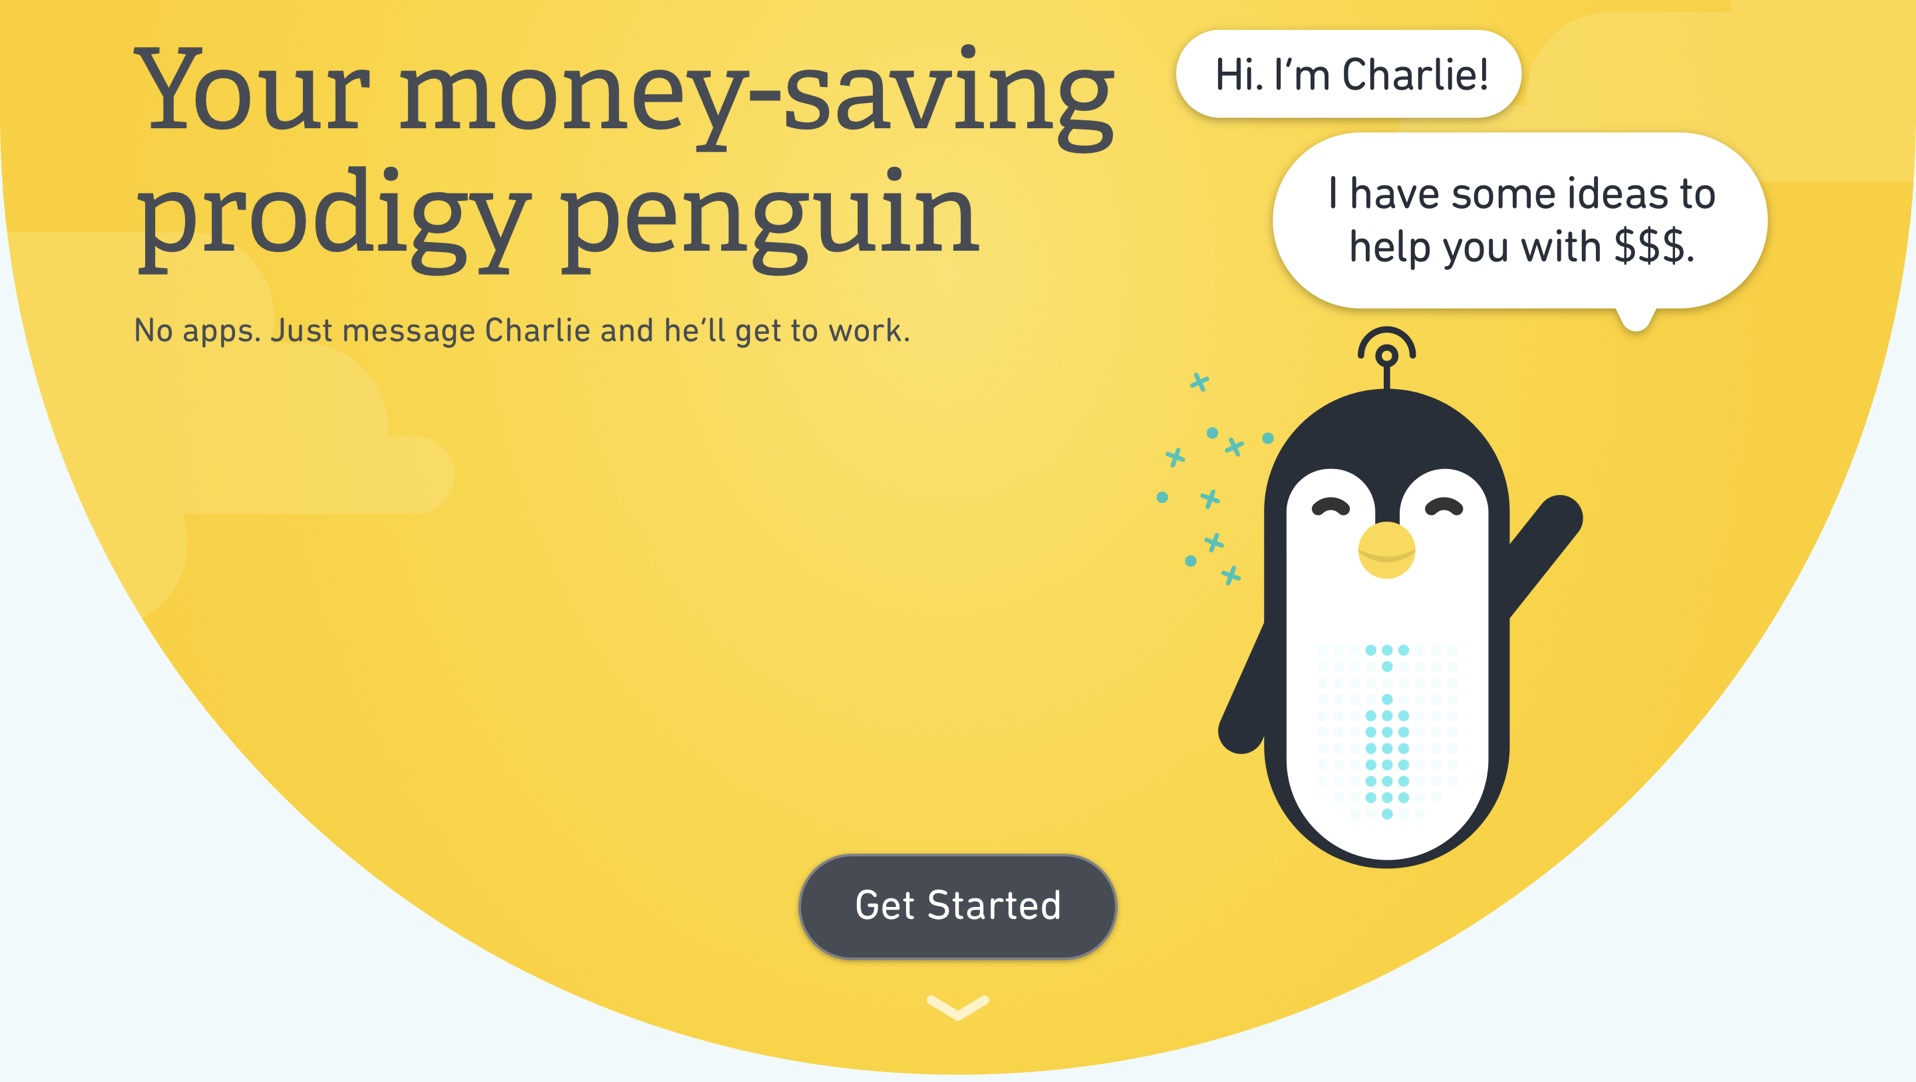 Your money-saving
prodigy penguin
No apps. Just message Charlie and he’ll get to work.
Hi. I’m Charlie!
I have some ideas to
help you with $$$.
Get Started